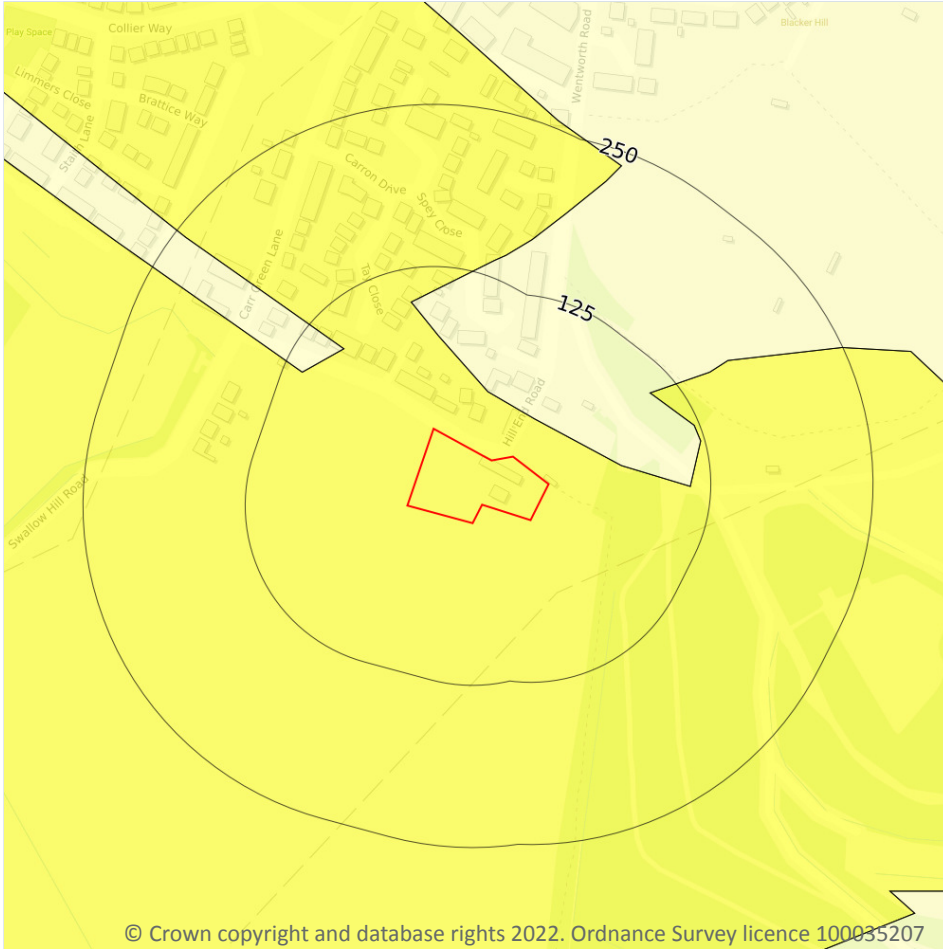 Collier Way
Play Space
Wentworth Road
Blacker Hill
Limmers Close
Brattice Way
250
Carron Drive
Spey Close
Carr Green Lane
Tay Close
125
Hill End Road
Swallow Hill Road
© Crown copyright and database rights 2022. Ordnance Survey licence 100035207